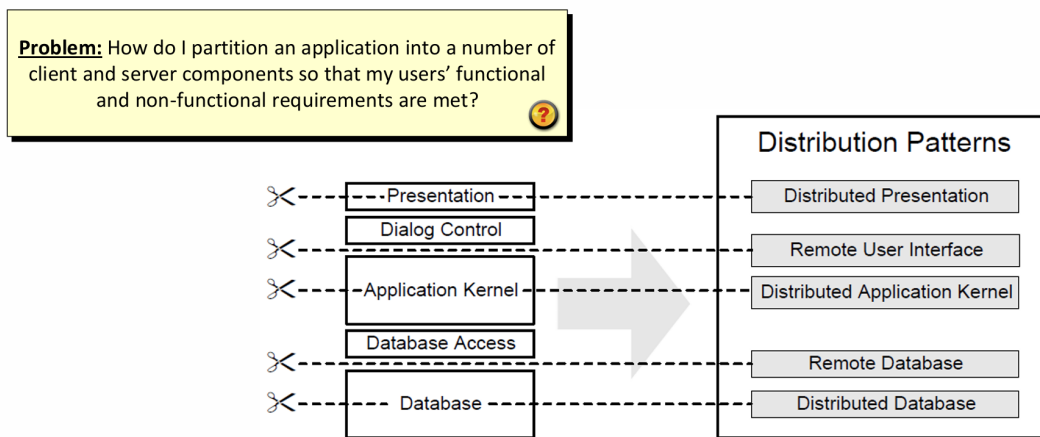 Problem: How do I partition an application into a number of
client and server components so that my users’ functional
and non-functional requirements are met?
?
Distribution Patterns
Presentation
Distributed Presentation
Dialog Control
Remote User Interface
Application Kernel
Distributed Application Kernel
Database Access
Remote Database
Database
Distributed Database